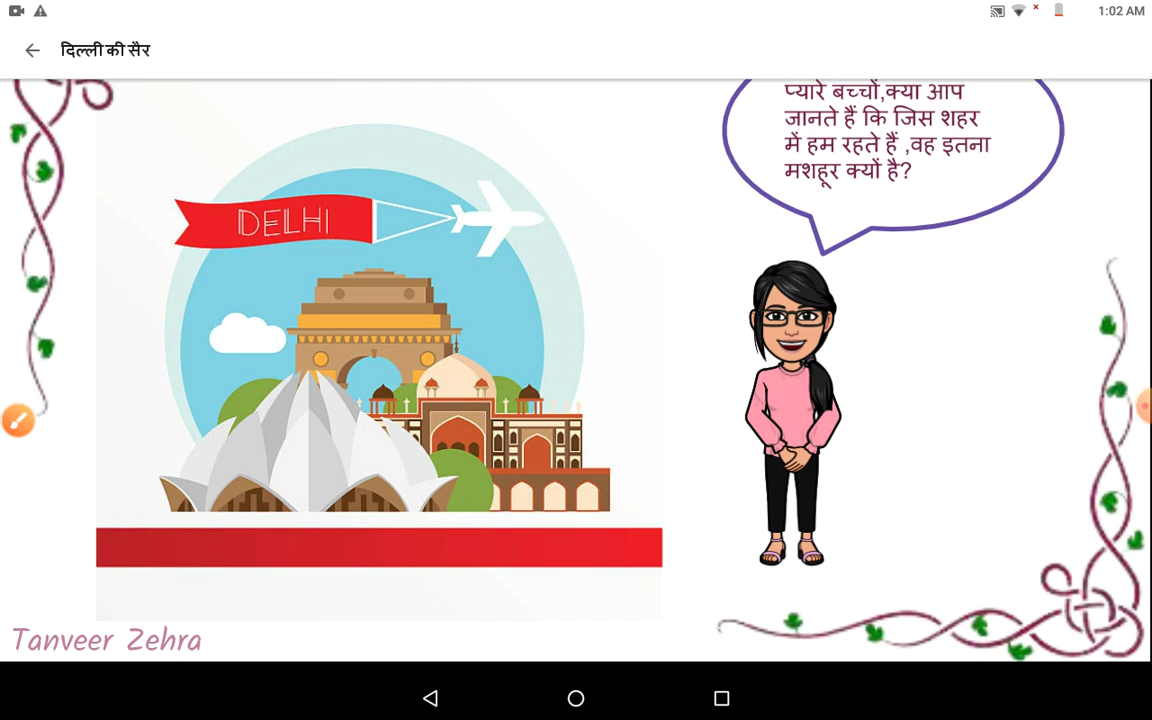 1:02 AM
दिल्ली की सैर
प्यारे बच्चों,क्या आप
जानते हैं कि जिस शहर
में हम रहते हैं ,वह इतना
मशहूर क्यों है?
DELHI
Tanveer Zehra